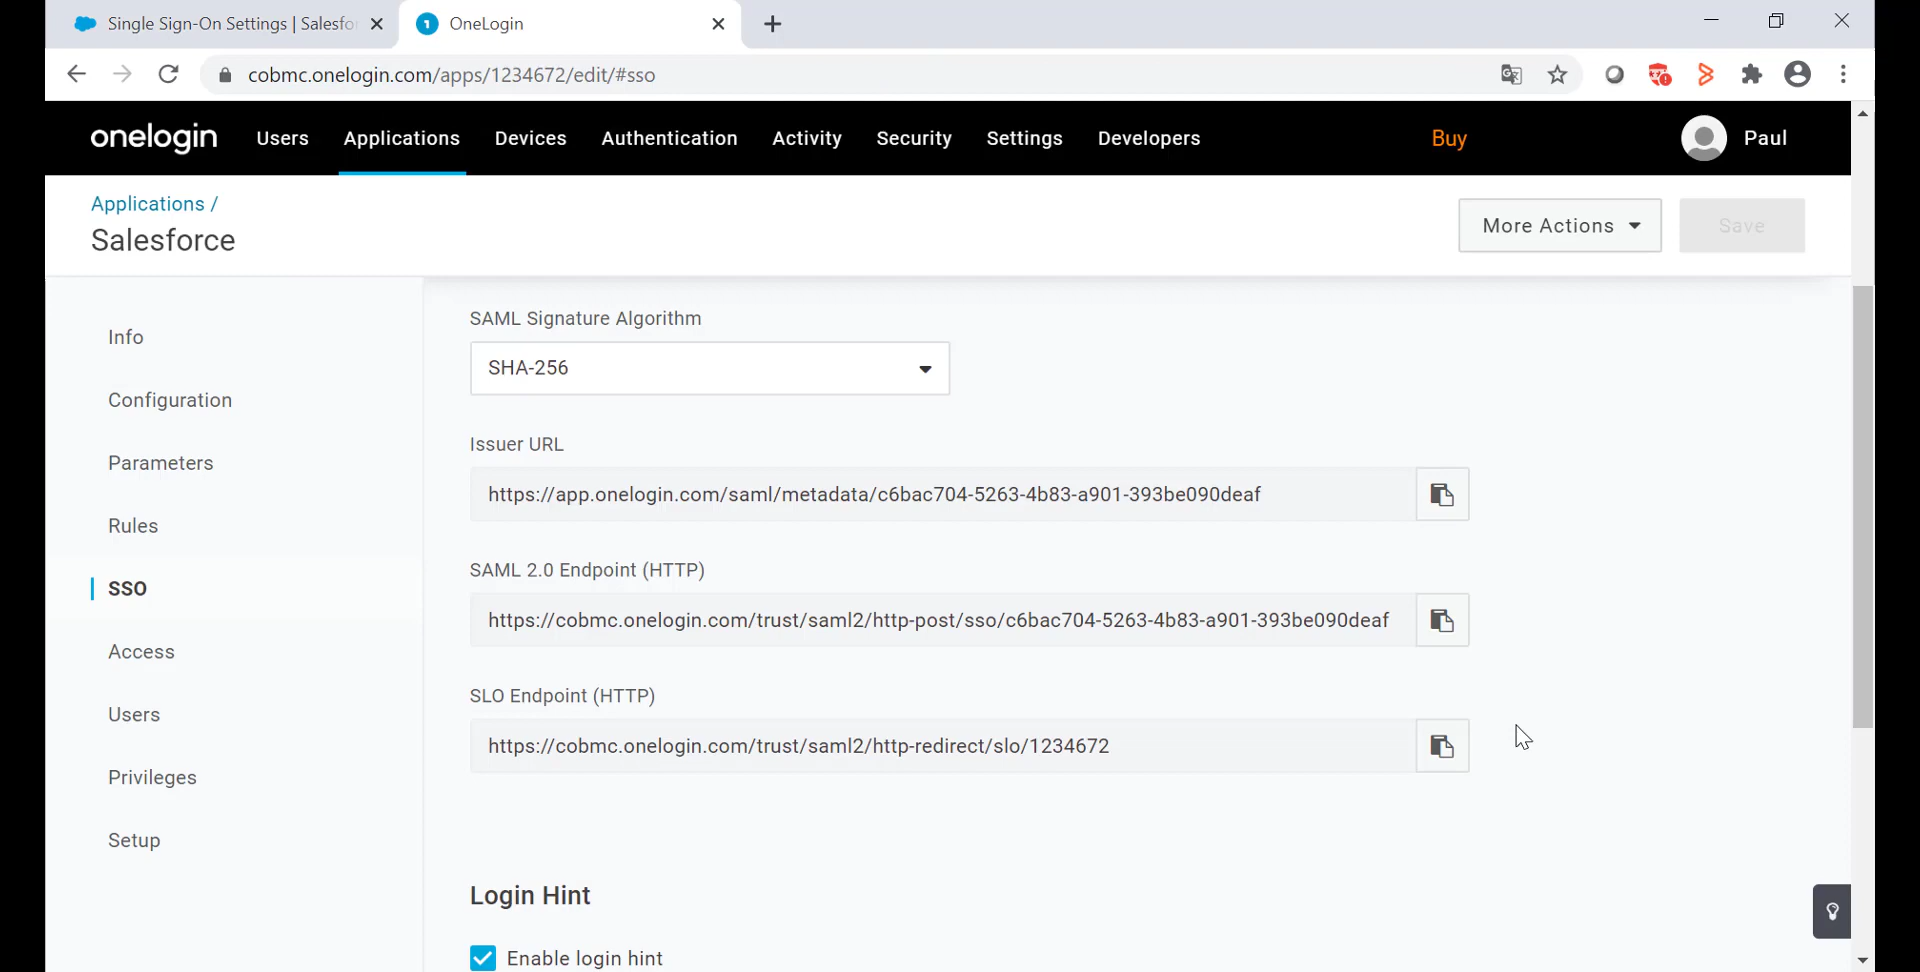 Single Sign-On Settings | Salesfo
OneLogin
cobmc.onelogin.com/apps/1234672/edit/#sso
onelogin
Users
Applications
Devices
Authentication
Activity
Security
Settings
Developers
Buy
Paul
Applications /
Salesforce
More Actions
Save
Info
Configuration
Parameters
Rules
SSO
Access
Users
Privileges
Setup
SAML Signature Algorithm
SHA-256
Issuer URL
https://app.onelogin.com/saml/metadata/c6bac704-5263-4b83-a901-393be090deaf
SAML 2.0 Endpoint (HTTP)
https://cobmc.onelogin.com/trust/saml2/http-post/sso/c6bac704-5263-4b83-a901-393be090deaf
SLO Endpoint (HTTP)
https://cobmc.onelogin.com/trust/saml2/http-redirect/slo/1234672
Login Hint
Enable login hint